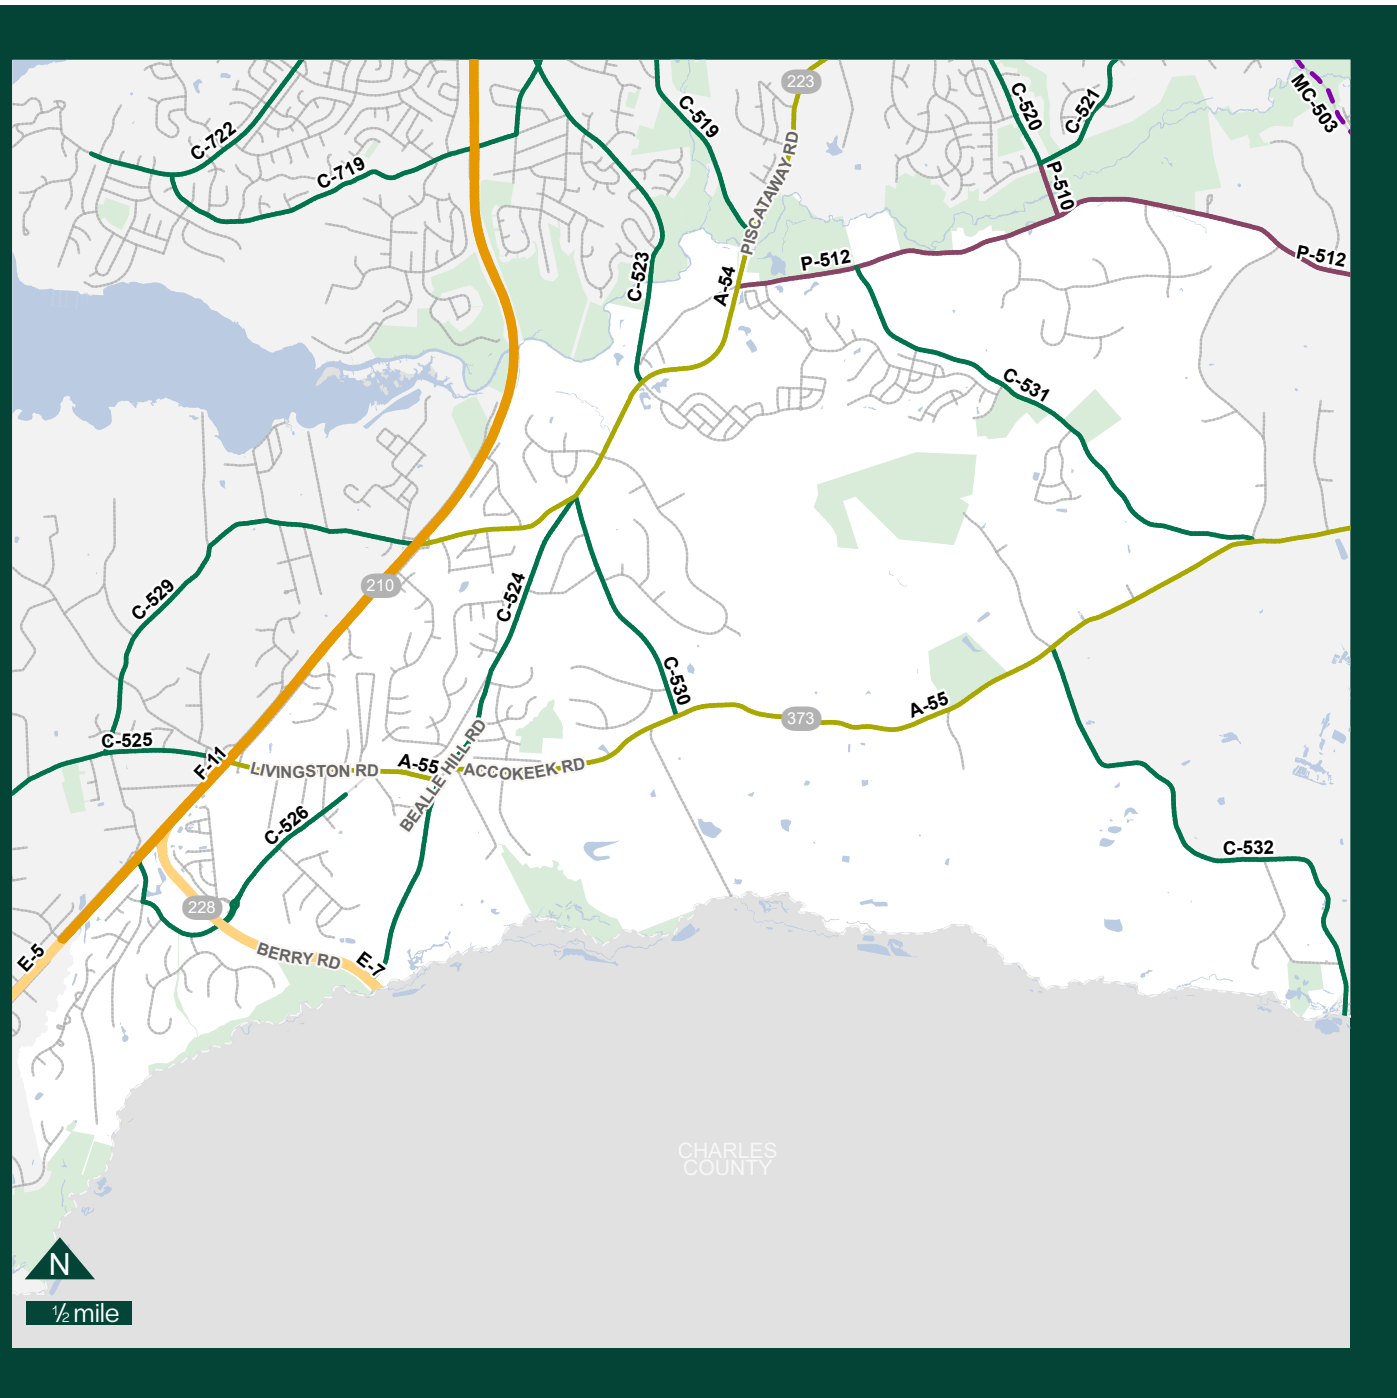 223
MC-503
C-519
C-520
C-521
C-722
C-719
PISCATAWAY RD
P-510
P-512
P-512
C-523
A-54
C-531
210
C-529
C-524
C-530
A-55
373
BEALLE HILL RD
C-525
F-11
LIVINGSTON RD
A-55
ACCOKEEK RD
C-526
C-532
228
BERRY RD
E-7
E-5
CHARLES
COUNTY
N
½ mile